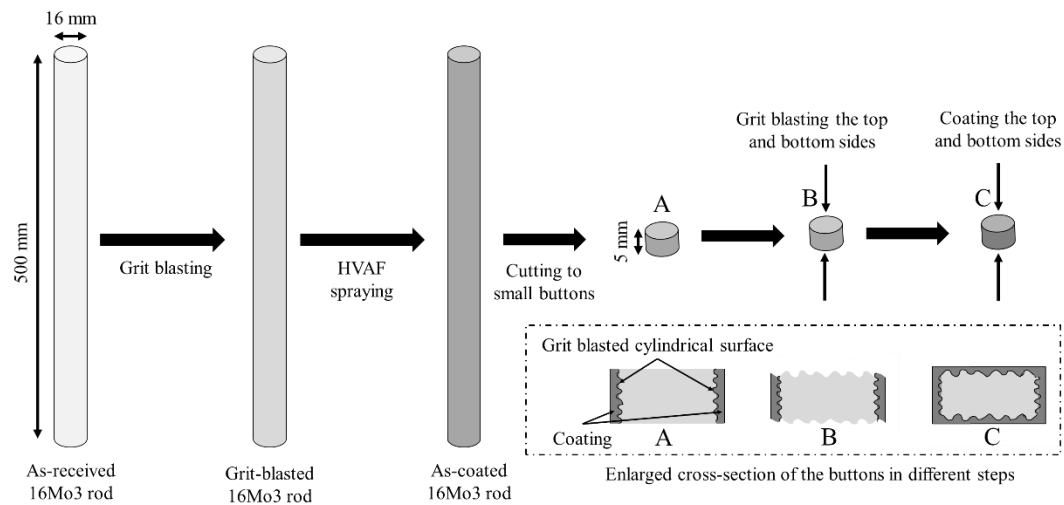 16 mm
500 mm
Grit blasting
HVAF
spraying
Cutting to
small buttons
5 mm
A
Grit blasting the top
and bottom sides
B
Coating the top
and bottom sides
C
As-received
16Mo3 rod
Grit-blasted
16Mo3 rod
As-coated
16Mo3 rod
Grit blasted cylindrical surface
Coating
A
B
C
Enlarged cross-section of the buttons in different steps